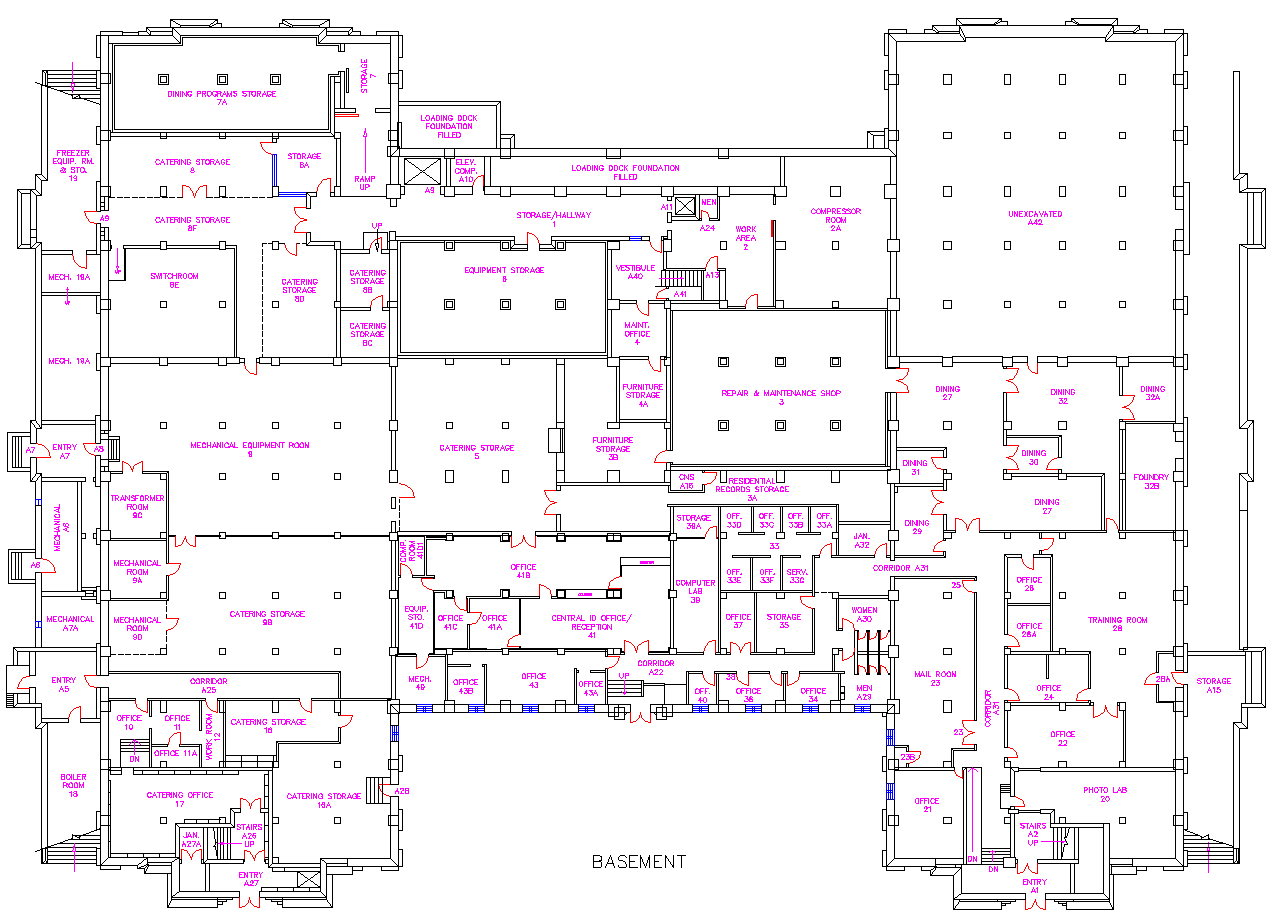 STORAGE
7
DINING PROGRAMS STORAGE
7A
LOADING DOCK
FOUNDATION
FILLED
FREEZER
EQUIP. RM.
& STO.
19
CATERING STORAGE
8
STORAGE
6A
RAMP
UP
ELEV.
COMP.
A10
A9
LOADING DOCK FOUNDATION
FILLED
A9
CATERING STORAGE
8F
UP
STORAGE/HALLWAY
1
A11
MEN
A24
WORK
AREA
2
COMPRESSOR
ROOM
2A
UNEXCAVATED
A42
MECH. 19A
SWITCHROOM
8E
CATERING
STORAGE
8D
CATERING
STORAGE
8B
EQUIPMENT STORAGE
6
VESTIBULE
A40
A13
A41
MECH. 19A
CATERING
STORAGE
8C
MAINT.
OFFICE
4
FURNITURE
STORAGE
4A
REPAIR & MAINTENANCE SHOP
3
DINING
27
DINING
32
DINING
32A
A7
ENTRY
A7
A8
MECHANICAL EQUIPMENT ROOM
9
CATERING STORAGE
5
FURNITURE
STORAGE
3B
DINING
31
DINING
30
FOUNDRY
32B
CNS
A16
RESIDENTIAL
RECORDS STORAGE
3A
MECHANICAL
A6
TRANSFORMER
ROOM
9C
DINING
29
DINING
27
STORAGE
39A
OFF.
33D
OFF.
33C
OFF.
33B
OFF.
33A
33
JAN.
A32
A6
MECHANICAL
ROOM
9A
COMP.
ROOM
41D1
OFFICE
41B
COMPUTER
LAB
39
OFF.
33E
OFF.
33F
SERV.
33G
CORRIDOR A31
25
OFFICE
26
MECHANICAL
A7A
MECHANICAL
ROOM
9D
CATERING STORAGE
9B
EQUIP.
STO.
41D
OFFICE
41C
OFFICE
41A
CENTRAL ID OFFICE/
RECEPTION
41
OFFICE
37
STORAGE
35
WOMEN
A30
OFFICE
26A
TRAINING ROOM
28
ENTRY
A5
CORRIDOR
A25
MECH.
49
OFFICE
43B
OFFICE
43
OFFICE
43A
CORRIDOR
A22
UP
38
OFF.
40
OFFICE
36
OFFICE
34
MEN
A29
MAIL ROOM
23
CORRIDOR
A31
OFFICE
24
28A
STORAGE
A15
OFFICE
10
OFFICE
11
WORK ROOM
12
CATERING STORAGE
16
OFFICE 11A
DN
23
23B
OFFICE
22
BOILER
ROOM
18
CATERING OFFICE
17
CATERING STORAGE
16A
A28
OFFICE
21
PHOTO LAB
20
JAN.
A27A
STAIRS
A26
UP
STAIRS
A2
UP
DN
DN
ENTRY
A27
ENTRY
A1
BASEMENT